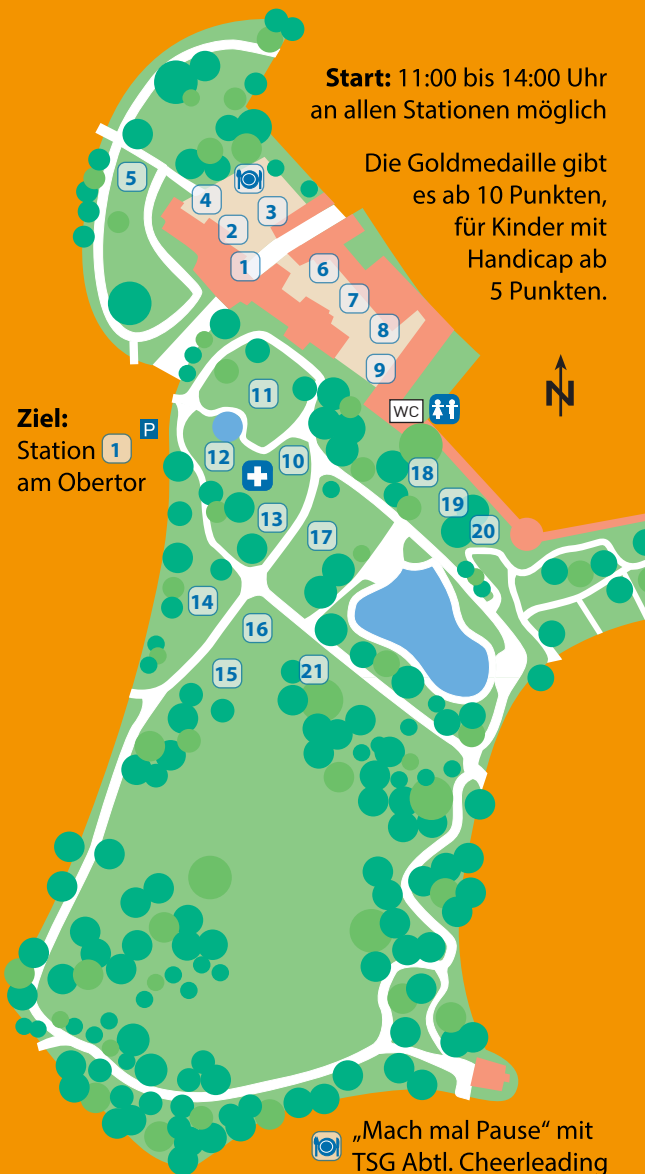 Start: 11:00 bis 14:00 Uhr
an allen Stationen möglich
Die Goldmedaille gibt
es ab 10 Punkten,
für Kinder mit
Handicap ab
5 Punkten.
5
4
3
2
1
6
7
8
9
N
WC
11
Ziel:
P
Station 1
am Obertor
12
10
18
13
19
17
20
14
16
15
21
„Mach mal Pause“ mit
TSG Abtl. Cheerleading